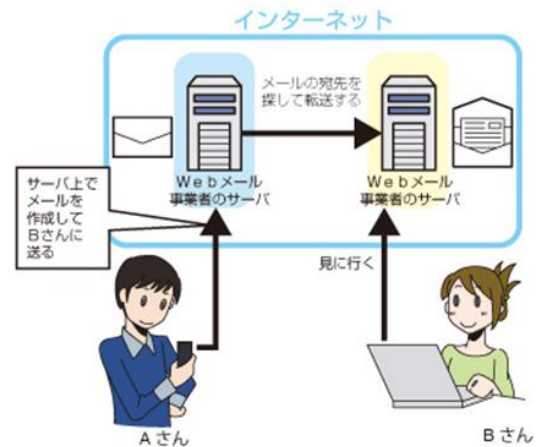 インターネット
メールの宛先を
探して転送する
Ｗｅｂメール
事業者のサーバ
Ｗｅｂメール
事業者のサーバ
サーバ上で
メールを
作成して
Bさんに
送る
見に行く
A さん
B さん